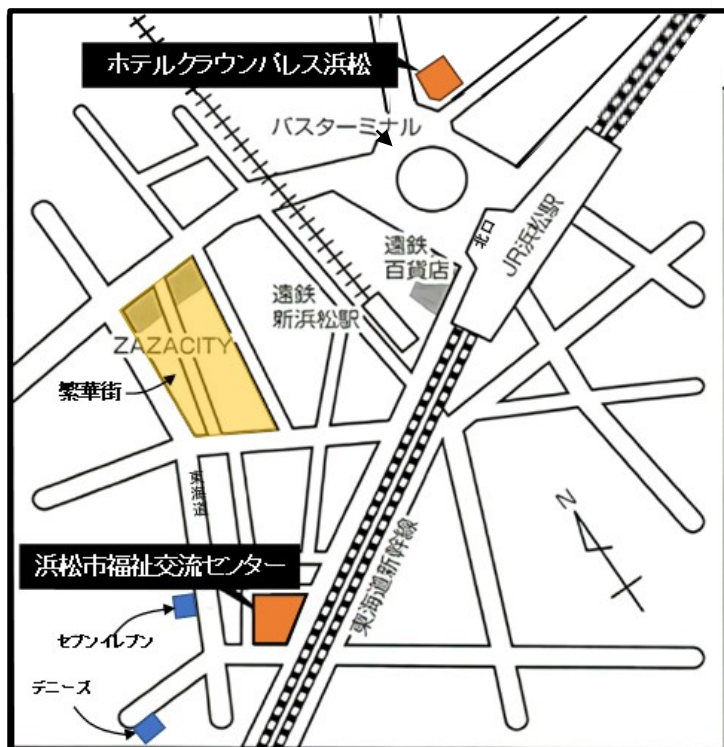 ホテルクラウンパレス浜松
バスターミナル
JR浜松駅
北口
遠鉄
百貨店
遠鉄
新浜松駅
ZAZACITY
繁華街
東海道
浜松市福祉交流センター
東海道新幹線
N
セブンイレブン
デニーズ